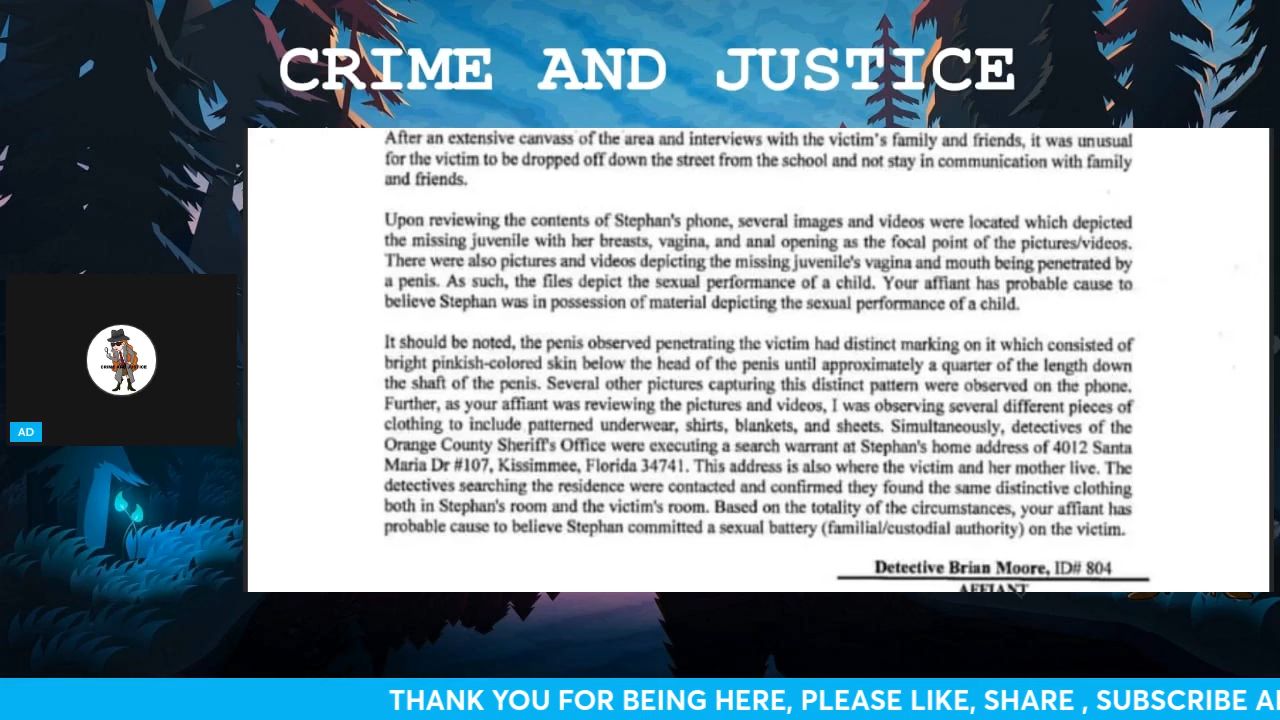 CRIME AND JUSTICE
After an extensive canvass of the area and interviews with the victim's family and friends, it was unusual
for the victim to be dropped off down the street from the school and not stay in communication with family
and friends.
Upon reviewing the contents of Stephan's phone, several images and videos were located which depicted
the missing juvenile with her breasts, vagina, and anal opening as the focal point of the pictures/videos.
There were also pictures and videos depicting the missing juvenile's vagina and mouth being penetrated by
a penis. As such, the files depict the sexual performance of a child. Your affiant has probable cause to
believe Stephan was in possession of material depicting the sexual performance of a child.
It should be noted, the penis observed penetrating the victim had distinct marking on it which consisted of
bright pinkish-colored skin below the head of the penis until approximately a quarter of the length down
the shaft of the penis. Several other pictures capturing this distinct pattern were observed on the phone.
Further, as your affiant was reviewing the pictures and videos, I was observing several different pieces of
clothing to include patterned underwear, shirts, blankets, and sheets. Simultaneously, detectives of the
Orange County Sheriff's Office were executing a search warrant at Stephan's home address of 4012 Santa
Maria Dr #107, Kissimmee, Florida 34741. This address is also where the victim and her mother live. The
detectives searching the residence were contacted and confirmed they found the same distinctive clothing
both in Stephan's room and the victim's room. Based on the totality of the circumstances, your affiant has
probable cause to believe Stephan committed a sexual battery (familial/custodial authority) on the victim.
Detective Brian Moore, ID# 804
AFFIANT
CRIME AND JUSTICE
AD
THANK YOU FOR BEING HERE, PLEASE LIKE, SHARE , SUBSCRIBE